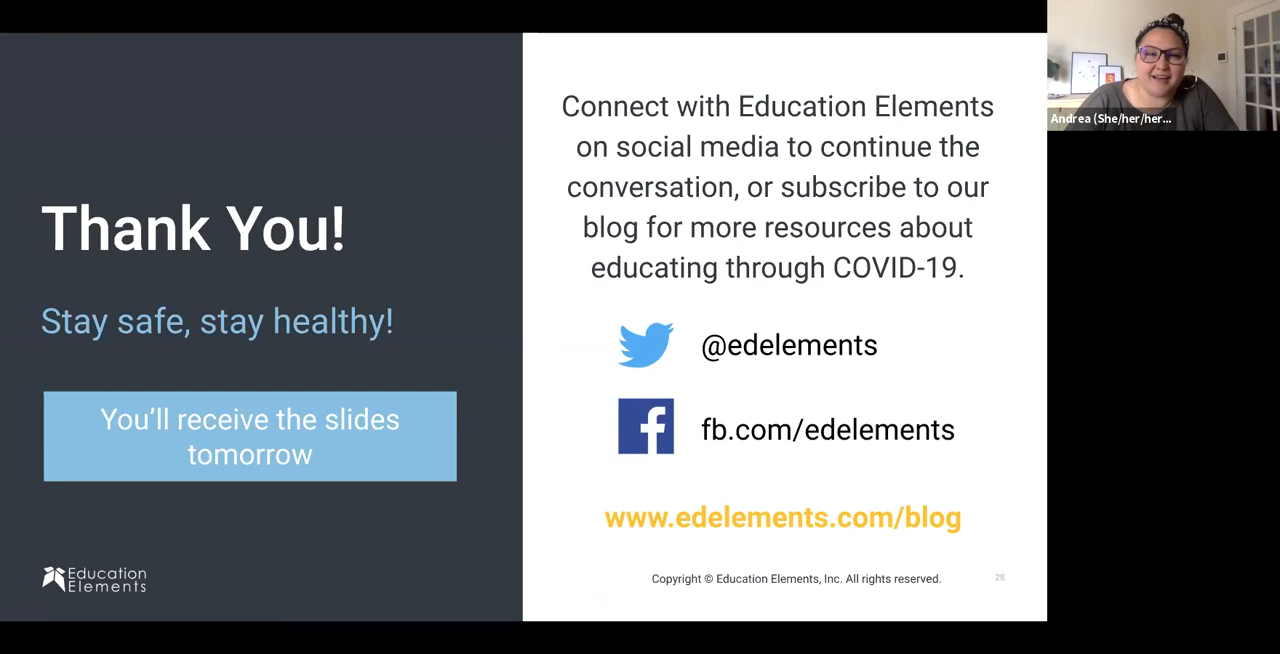 Thank You!
Stay safe, stay healthy!
You'll receive the slides
tomorrow
Education
Elements
Connect with Education Elements
on social media to continue the
conversation, or subscribe to our
blog for more resources about
educating through COVID-19.
@edelements
fb.com/edelements
www.edelements.com/blog
Copyright © Education Elements, Inc. All rights reserved.
28
Andrea (She/her/her...